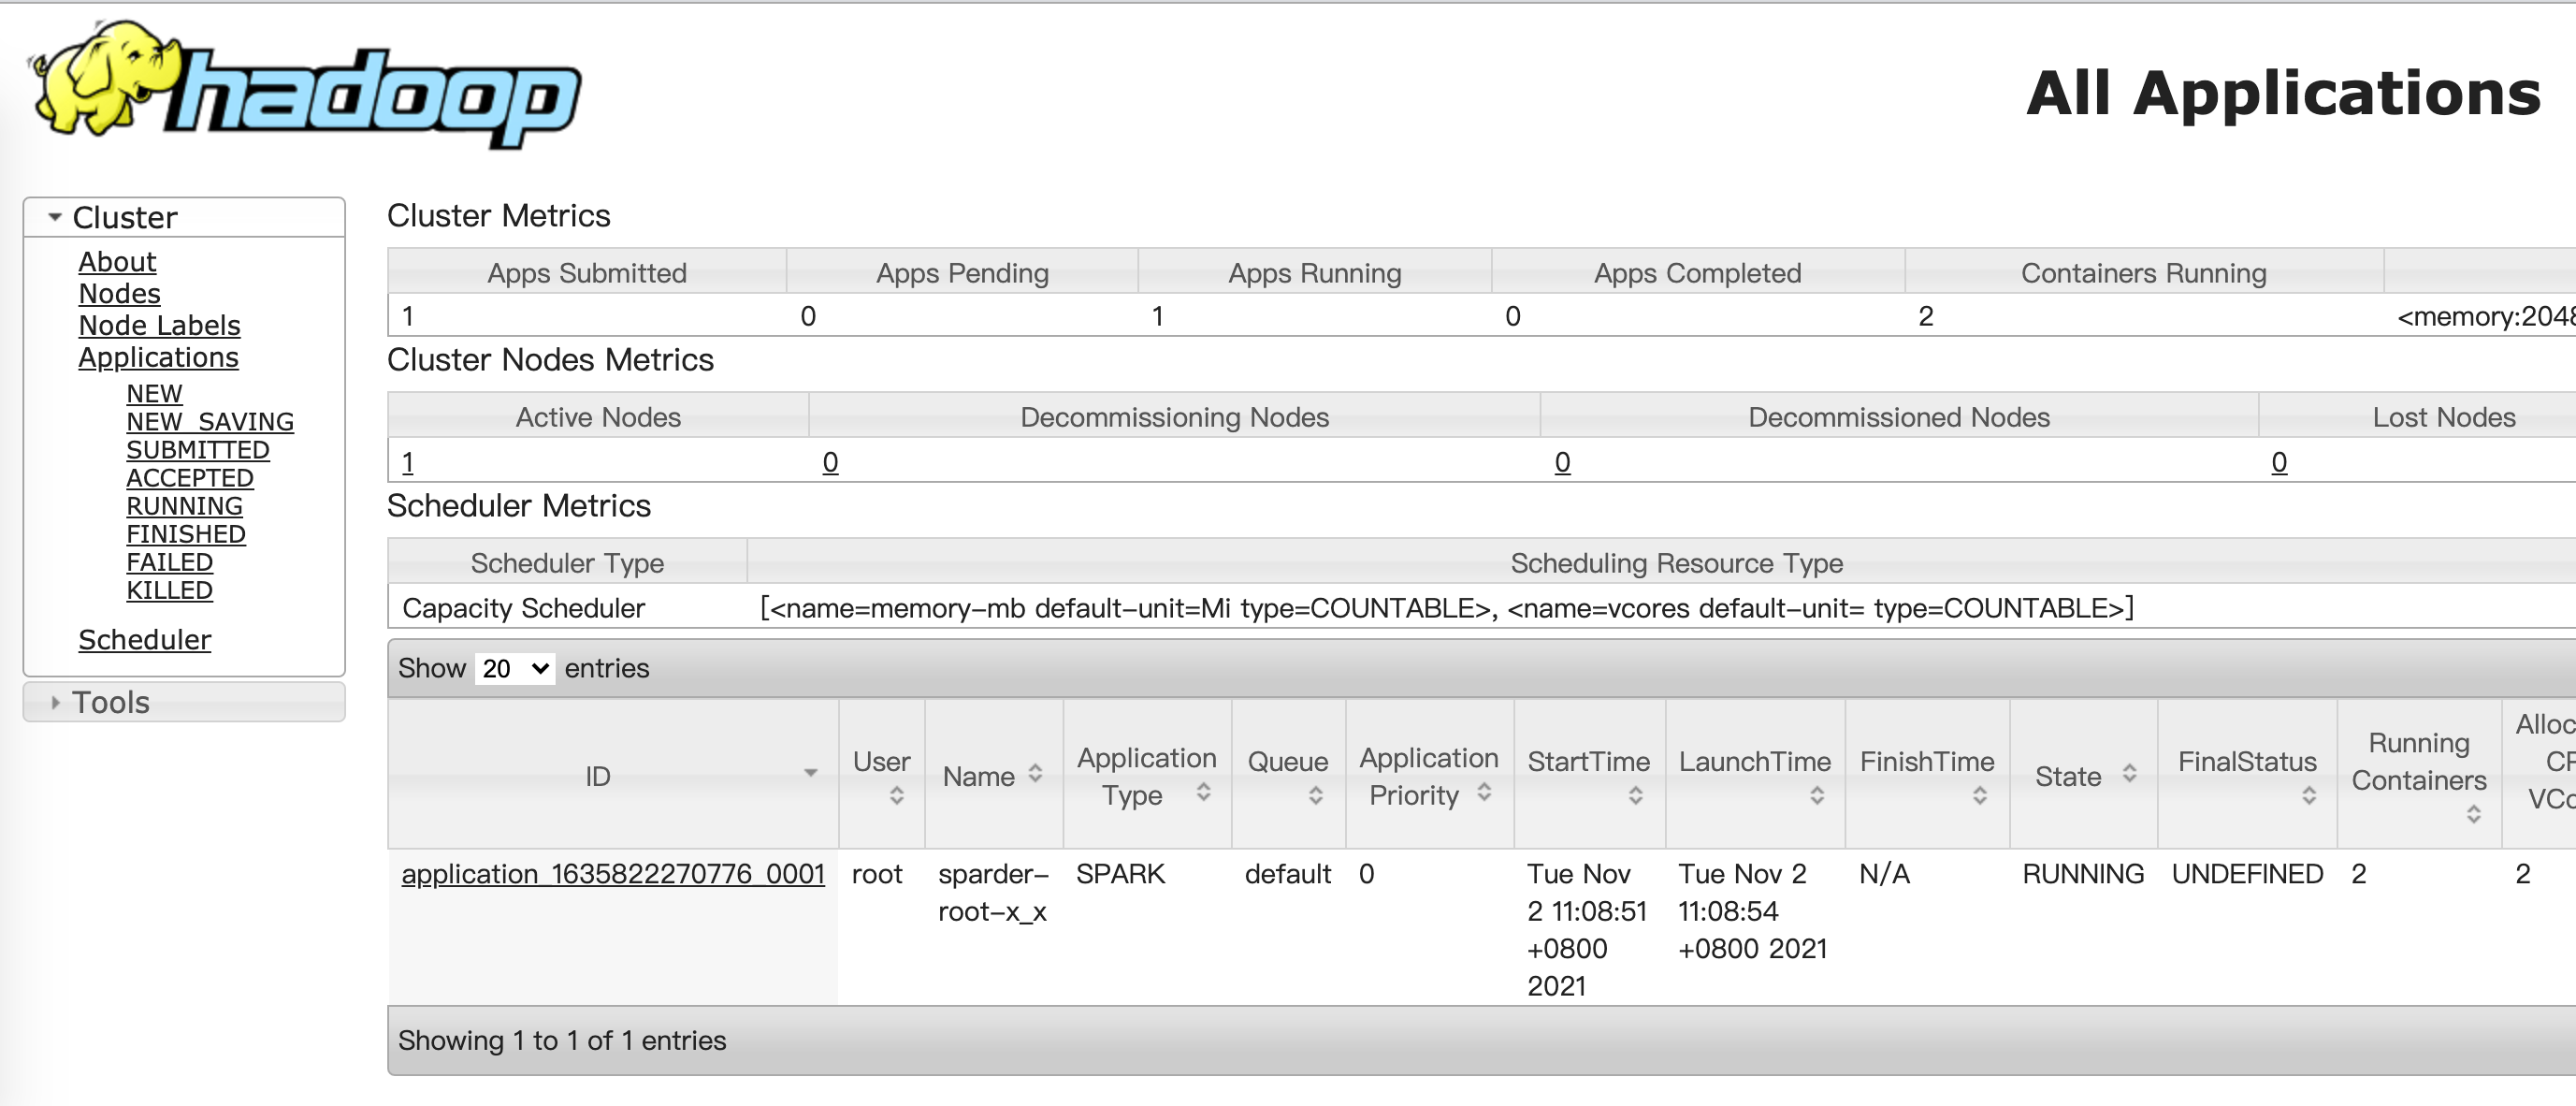 hadoop
All Applications
Cluster
About
Nodes
Node Labels
Applications
NEW
NEW_SAVING
SUBMITTED
ACCEPTED
RUNNING
FINISHED
FAILED
KILLED
Scheduler
Tools
Cluster Metrics
Apps Submitted Apps Pending Apps Running Apps Completed Containers Running
1 0 1 0 2 <memory:2048
Cluster Nodes Metrics
Active Nodes Decommissioning Nodes Decommissioned Nodes Lost Nodes
1 0 0 0
Scheduler Metrics
Scheduler Type Scheduling Resource Type
Capacity Scheduler [<name=memory-mb default-unit=Mi type=COUNTABLE>, <name=vcores default-unit= type=COUNTABLE>]
Show 20 entries
ID User Name Application Type Queue Application Priority StartTime LaunchTime FinishTime State FinalStatus Running Containers
application_1635822270776_0001 root sparder- SPARK default 0 Tue Nov Tue Nov 2 N/A RUNNING UNDEFINED 2 2
root-x_x 2 11:08:51 11:08:54
+0800 +0800 2021
2021
Showing 1 to 1 of 1 entries